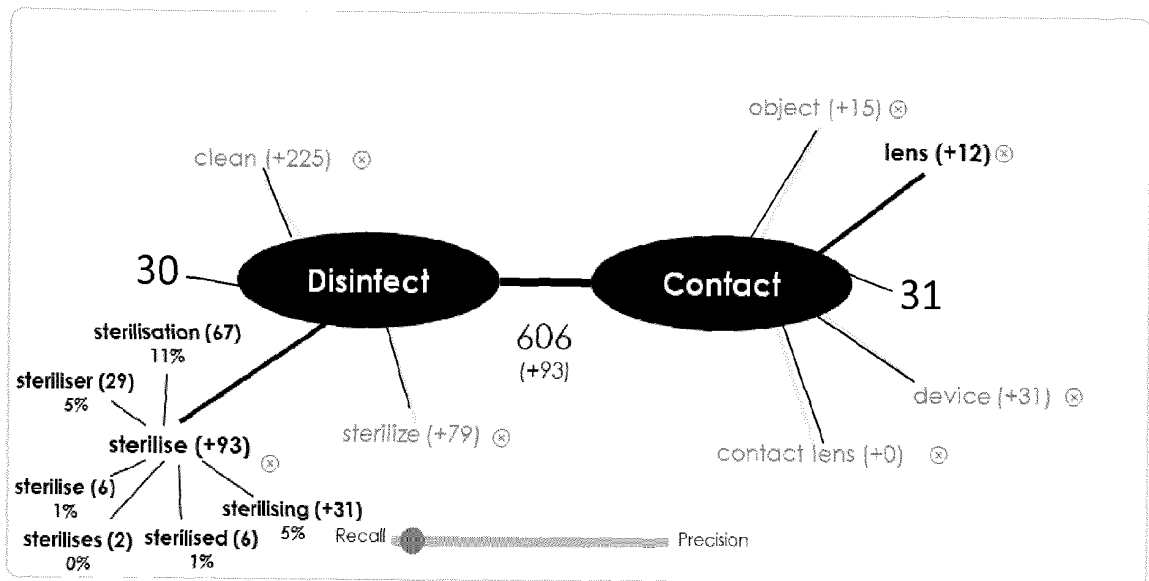 object (+15)
lens (+12)
clean (+225)
30
Disinfect
Contact
31
606
(+93)
sterilisation (67)
11%
steriliser (29)
5%
sterilise (+93)
sterilize (+79)
device (+31)
contact lens (+0)
sterilise (6)
1%
sterilising (+31)
5%
sterilises (2)
0%
sterilised (6)
1%
Recall
Precision